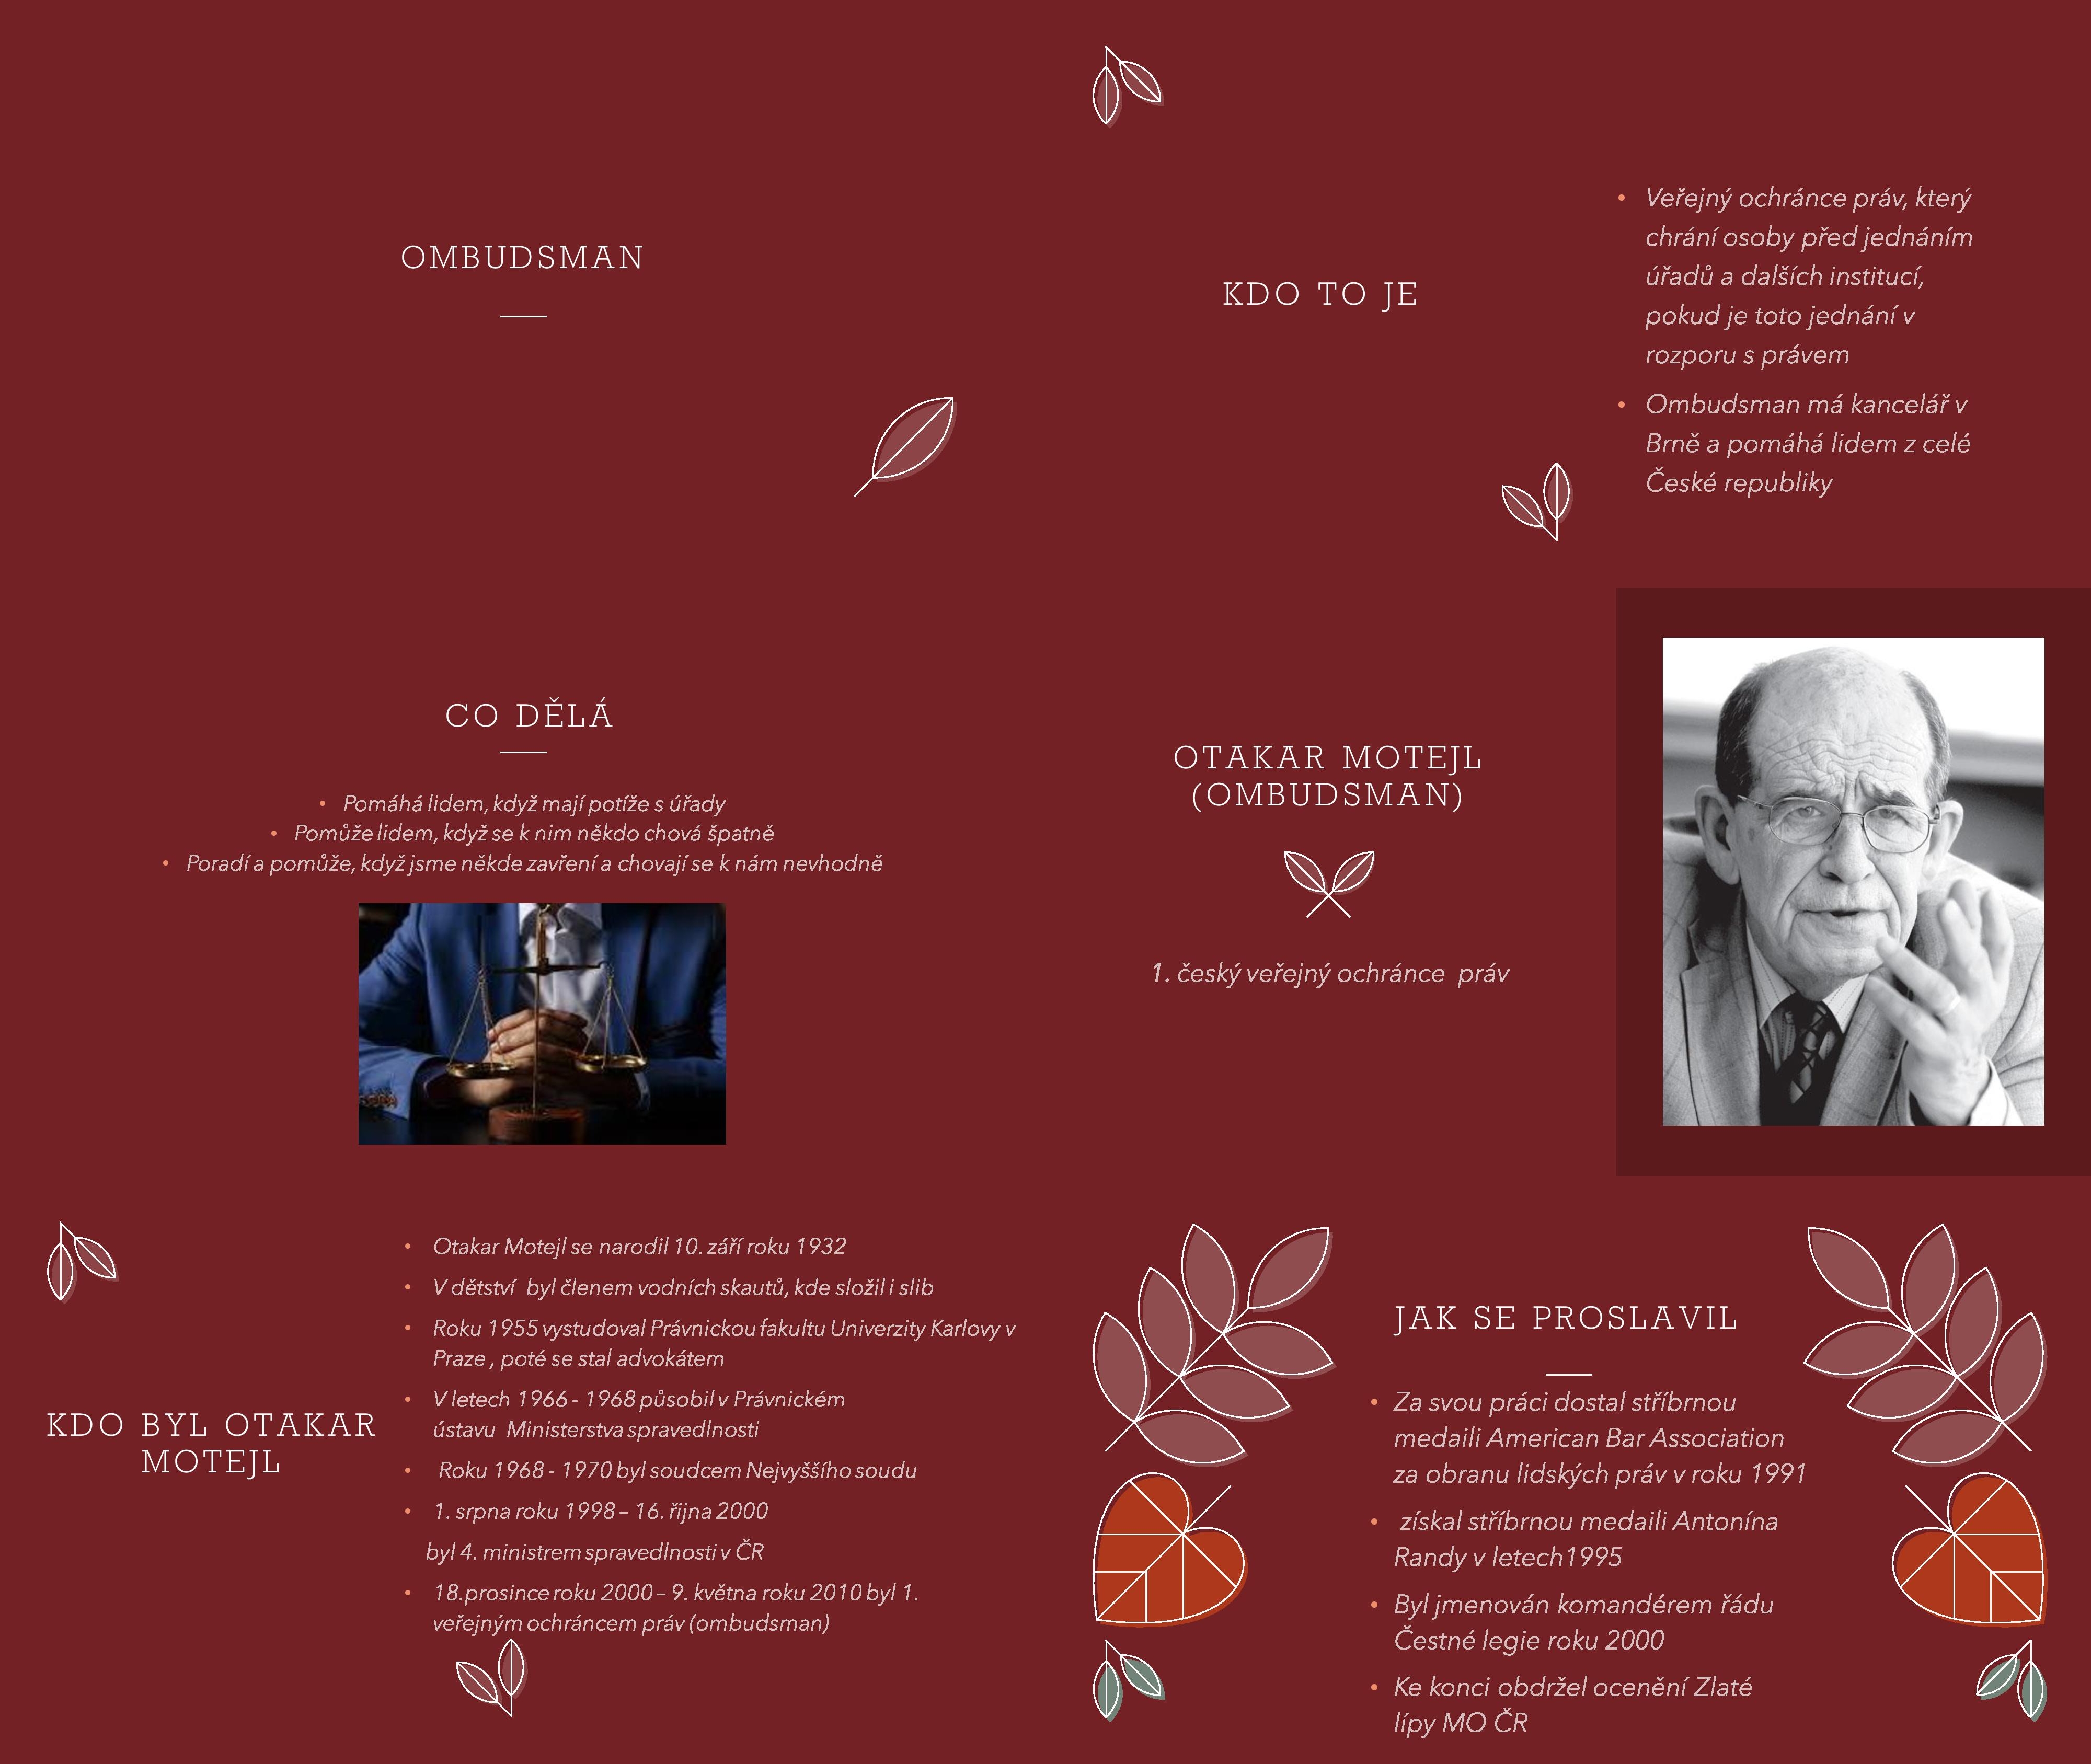 OMBUDSMAN
KDO TO JE
• Veřejný ochránce práv, který
chrání osoby před jednáním
úřadů a dalších institucí,
pokud je toto jednání v
rozporu s právem
• Ombudsman má kancelář v
Brně a pomáhá lidem z celé
České republiky
CO DĚLÁ
• Pomáhá lidem, když mají potíže s úřady
• Pomůže lidem, když se k nim někdo chová špatně
• Poradí a pomůže, když jsme někde zavření a chovají se k nám nevhodně
OTAKAR MOTEJL
(OMBUDSMAN)
1. český veřejný ochránce práv
KDO BYL OTAKAR
MOTEJL
• Otakar Motejl se narodil 10. září roku 1932
• V dětství byl členem vodních skautů, kde složil i slib
• Roku 1955 vystudoval Právnickou fakultu Univerzity Karlovy v
Praze , poté se stal advokátem
• V letech 1966 - 1968 působil v Právnickém
ústavu Ministerstva spravedlnosti
• Roku 1968 - 1970 byl soudcem Nejvyššího soudu
• 1. srpna roku 1998 – 16. řijna 2000
byl 4. ministrem spravedlnosti v ČR
• 18.prosince roku 2000 – 9. května roku 2010 byl 1.
veřejným ochráncem práv (ombudsman)
JAK SE PROSLAVIL
• Za svou práci dostal stříbrnou
medaili American Bar Association
za obranu lidských práv v roku 1991
• získal stříbrnou medaili Antonína
Randy v letech1995
• Byl jmenován komandérem řádu
Čestné legie roku 2000
• Ke konci obdržel ocenění Zlaté
lípy MO ČR